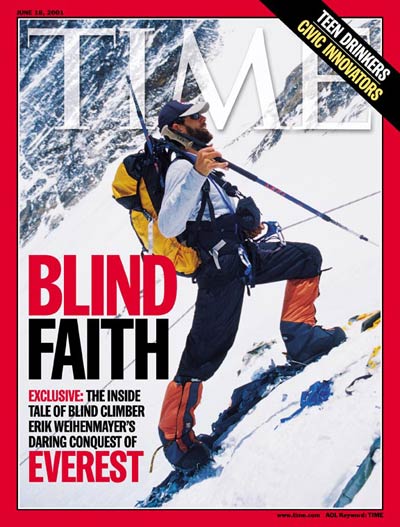 JUNE 18, 2001
TEEN DRINKERS
CIVIC INNOVATORS
TIME
BLIND
FAITH
EXCLUSIVE: THE INSIDE
TALE OF BLIND CLIMBER
ERIK WEIHENMAYER'S
DARING CONQUEST OF
EVEREST
www.time.com AOL Keyword: TIME